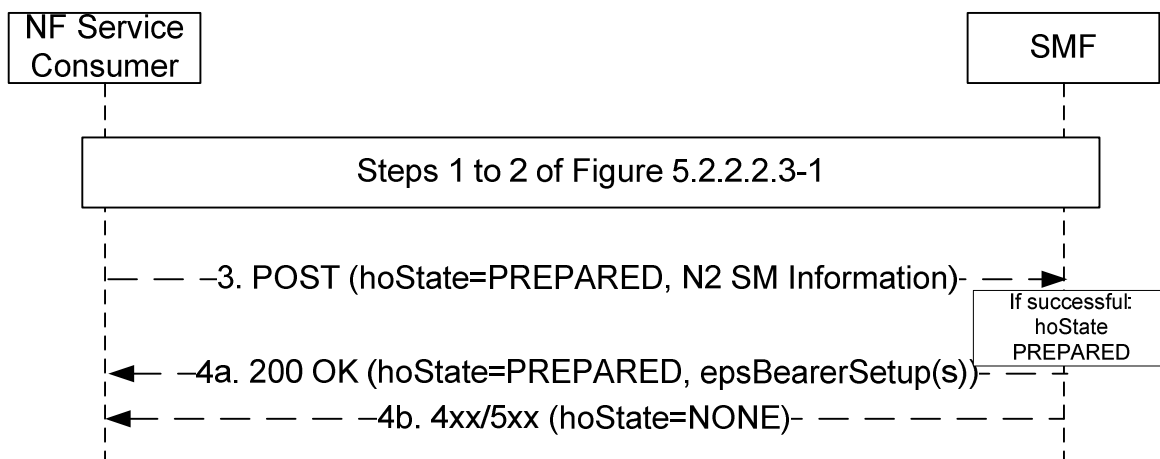 NF Service
Consumer
SMF
Steps 1 to 2 of Figure 5.2.2.2.3-1
3. POST (hoState=PREPARED, N2 SM Information)
If successful:
hoState
PREPARED
4a. 200 OK (hoState=PREPARED, epsBearerSetup(s))
4b. 4xx/5xx (hoState=NONE)